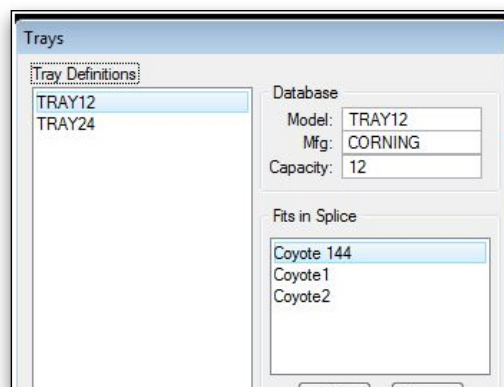 Trays
Tray Definitions
TRAY12
TRAY24
Database
Model: TRAY12
Mfg: CORNING
Capacity: 12
Fits in Splice
Coyote 144
Coyote1
Coyote2